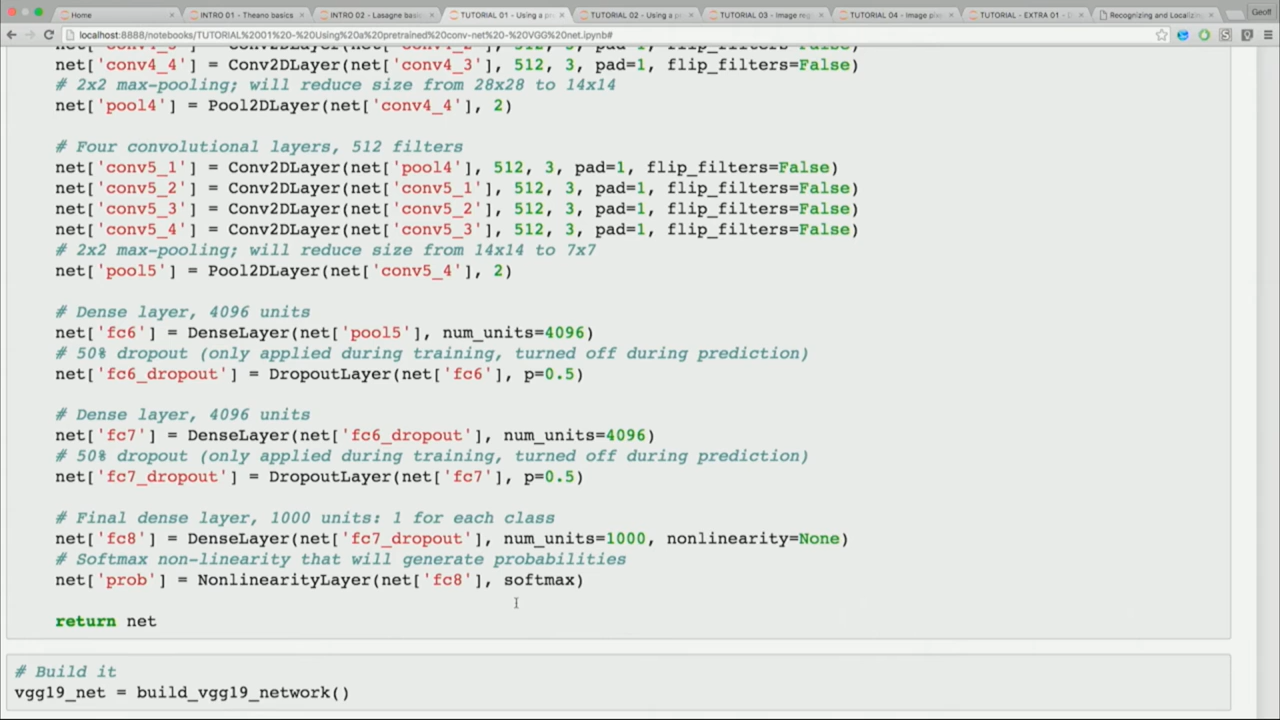 Home
INTRO 01 - Theano basics
INTRO 02 - Lasagne basi
TUTORIAL 01 - Using a p
TUTORIAL 02 - Using a p
TUTORIAL 03 - Image reg
TUTORIAL 04 - Image pi
TUTORIAL - EXTRA 01 - D
Recognizing and Localizin
Geoff
localhost:8888/notebooks/TUTORIAL%2001%20-%20Using%20a%20pretrained%20conv-net%20-%20VGG%20net.ipynb#
net['conv4_4'] = Conv2DLayer(net['conv4_3'], 512, 3, pad=1, flip_filters=False)
# 2x2 max-pooling; will reduce size from 28x28 to 14x14
net['pool4'] = Pool2DLayer(net['conv4_4'], 2)
# Four convolutional layers, 512 filters
net['conv5_1'] = Conv2DLayer(net['pool4'], 512, 3, pad=1, flip_filters=False)
net['conv5_2'] = Conv2DLayer(net['conv5_1'], 512, 3, pad=1, flip_filters=False)
net['conv5_3'] = Conv2DLayer(net['conv5_2'], 512, 3, pad=1, flip_filters=False)
net['conv5_4'] = Conv2DLayer(net['conv5_3'], 512, 3, pad=1, flip_filters=False)
# 2x2 max-pooling; will reduce size from 14x14 to 7x7
net['pool5'] = Pool2DLayer(net['conv5_4'], 2)
# Dense layer, 4096 units
net['fc6'] = DenseLayer(net['pool5'], num_units=4096)
# 50% dropout (only applied during training, turned off during prediction)
net['fc6_dropout'] = DropoutLayer(net['fc6'], p=0.5)
# Dense layer, 4096 units
net['fc7'] = DenseLayer(net['fc6_dropout'], num_units=4096)
# 50% dropout (only applied during training, turned off during prediction)
net['fc7_dropout'] = DropoutLayer(net['fc7'], p=0.5)
# Final dense layer, 1000 units: 1 for each class
net['fc8'] = DenseLayer(net['fc7_dropout'], num_units=1000, nonlinearity=None)
# Softmax non-linearity that will generate probabilities
net['prob'] = NonlinearityLayer(net['fc8'], softmax)
return net
# Build it
vgg19_net = build_vgg19_network()